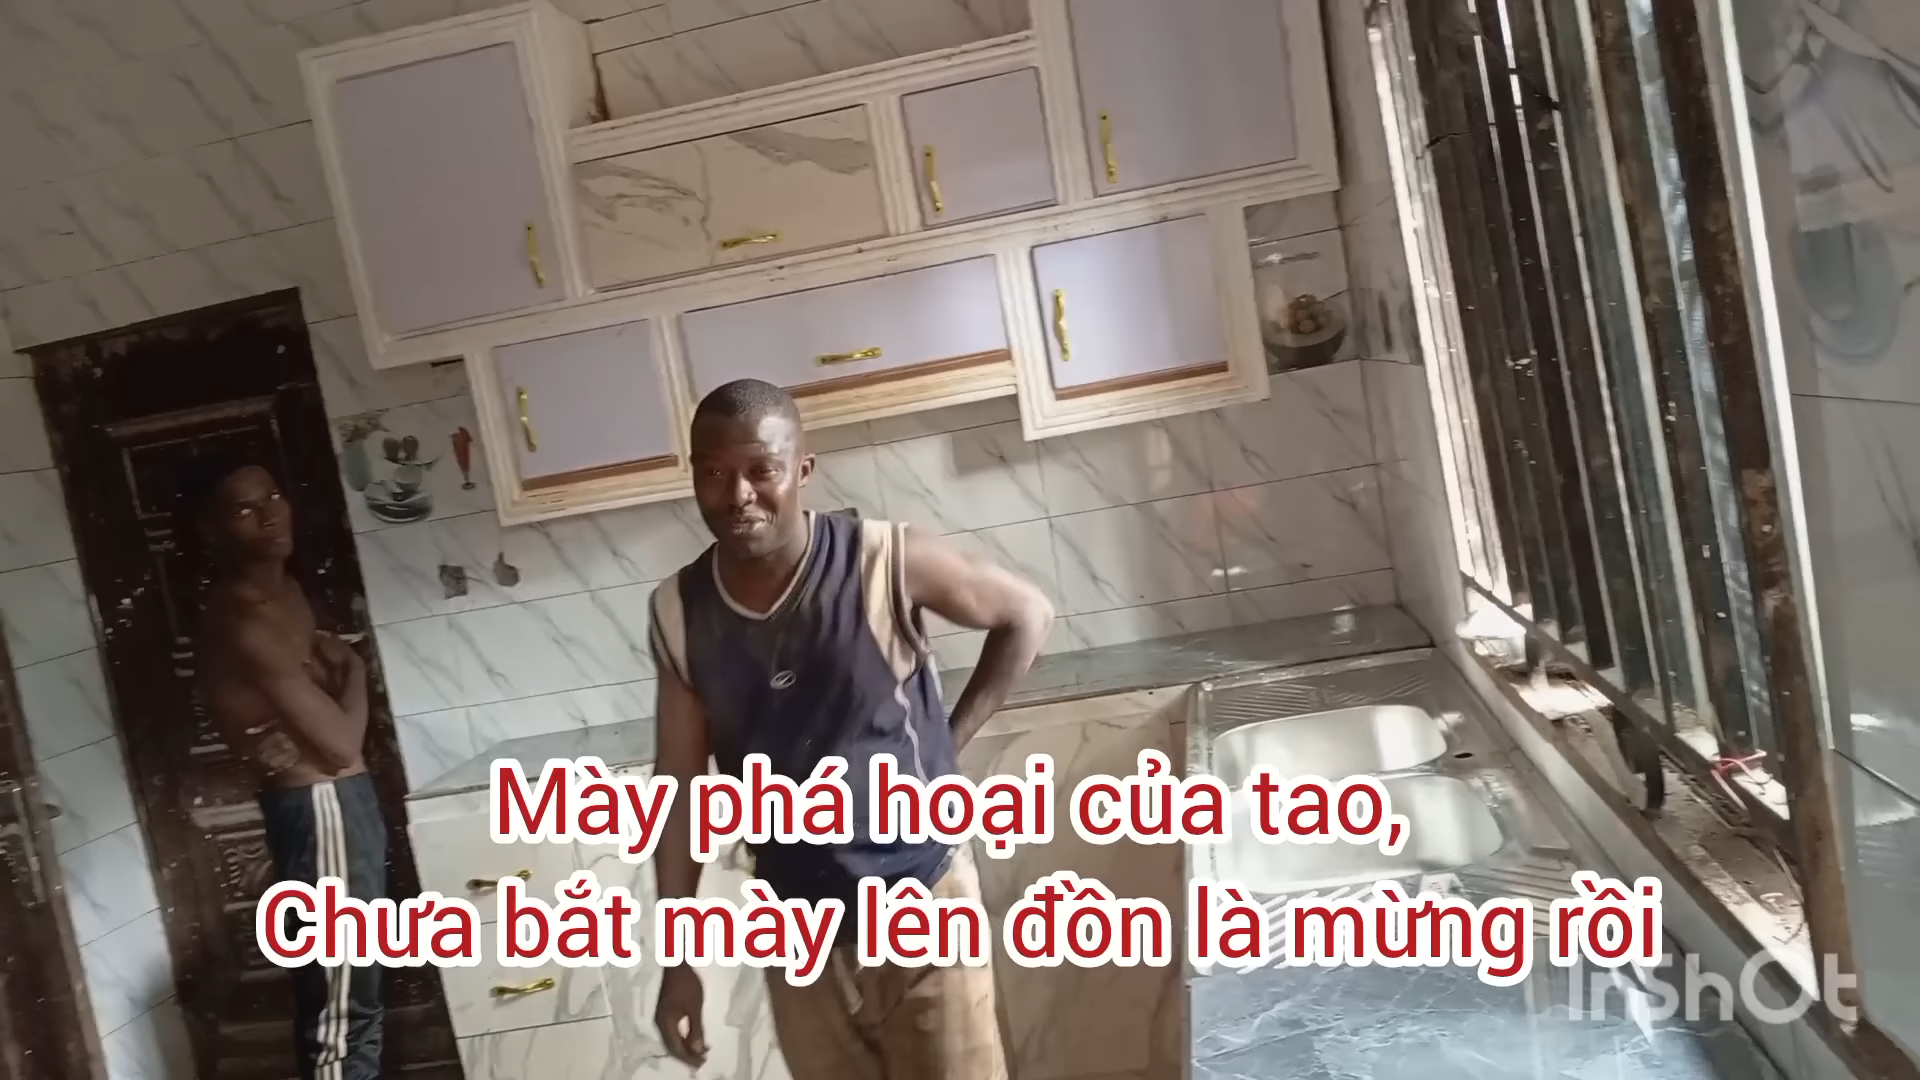 Mày phá hoại của tao,
Chưa bắt mày lên đồn là mừng rồi
InShOt